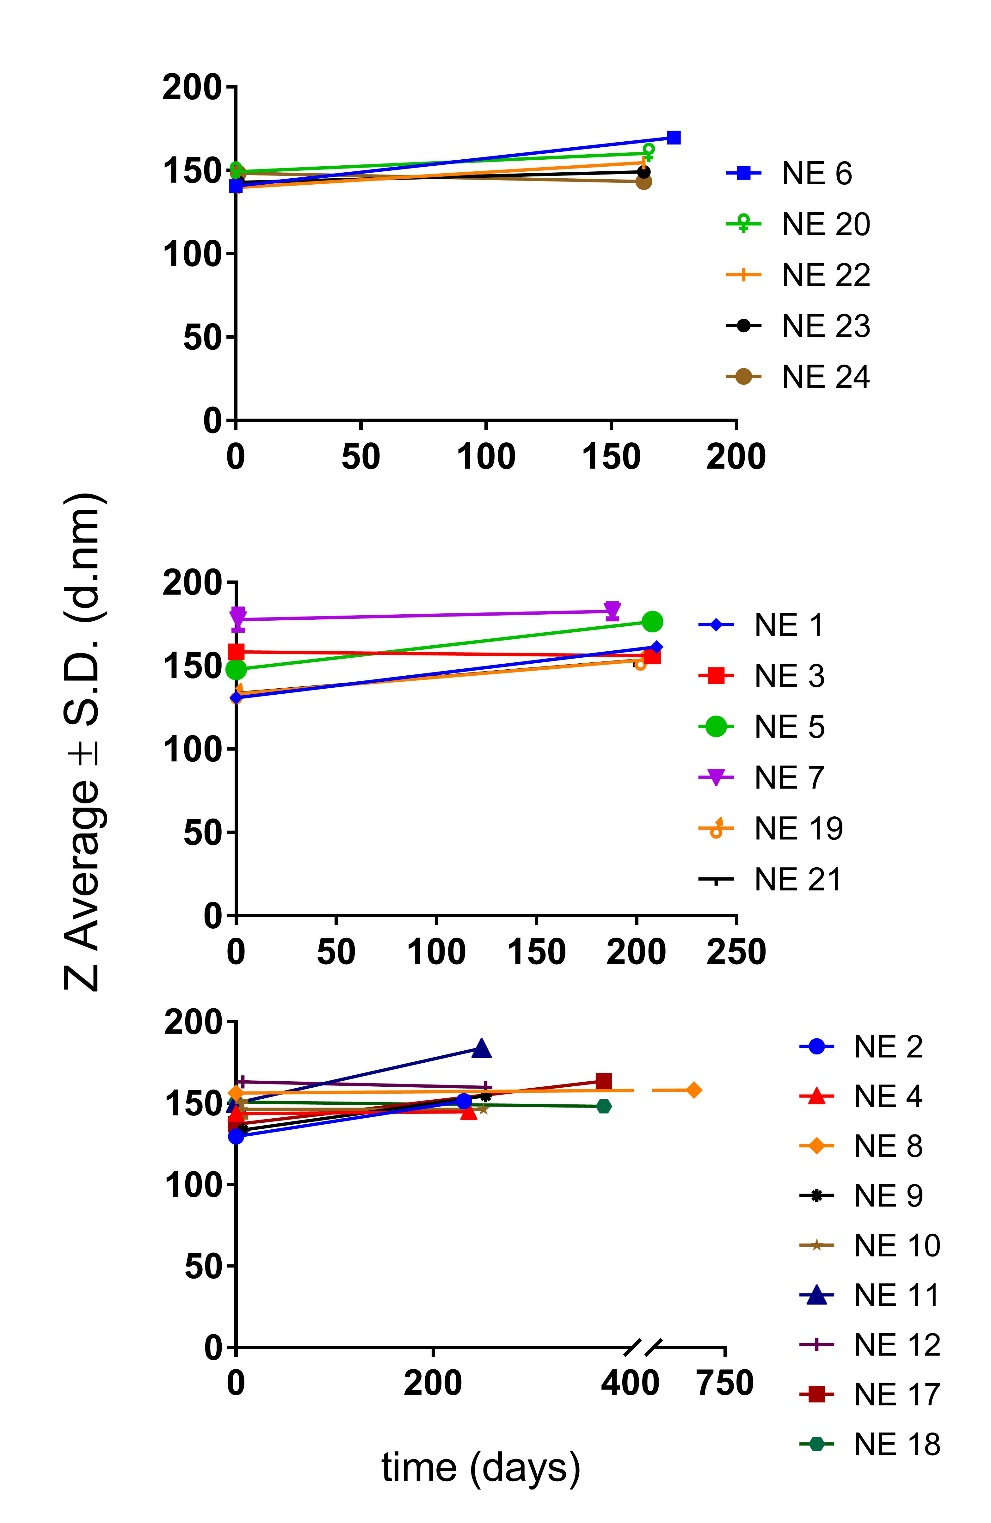 200
150
100
50
0
0 50 100 150 200
NE 6
NE 20
NE 22
NE 23
NE 24
Z Average ± S.D. (d.nm)
200
150
100
50
0
0 50 100 150 200 250
NE 1
NE 3
NE 5
NE 7
NE 19
NE 21
200
150
100
50
0
0 200 400 750
NE 2
NE 4
NE 8
NE 9
NE 10
NE 11
NE 12
NE 17
NE 18
time (days)